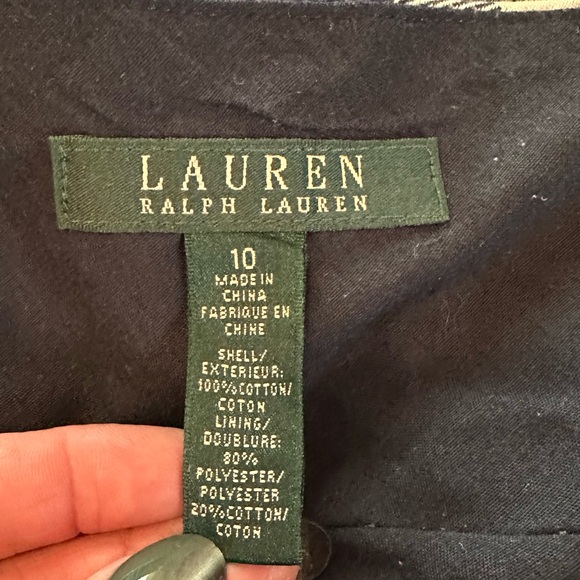 LAUREN
RALPH LAUREN
10
MADE IN
CHINA
FABRIQUE EN
CHINE
SHELL/
EXTERIEUR:
100%COTTON/
COTON
LINING/
DOUBLURE:
80%
POLYESTER/
POLYESTER
20%COTTON/
COTON